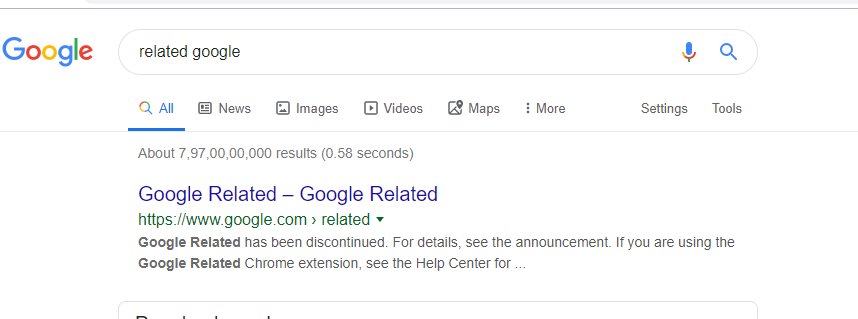 Google
related google
All News Images Videos Maps More Settings Tools
About 7,97,00,00,000 results (0.58 seconds)
Google Related – Google Related
https://www.google.com › related
Google Related has been discontinued. For details, see the announcement. If you are using the
Google Related Chrome extension, see the Help Center for ...